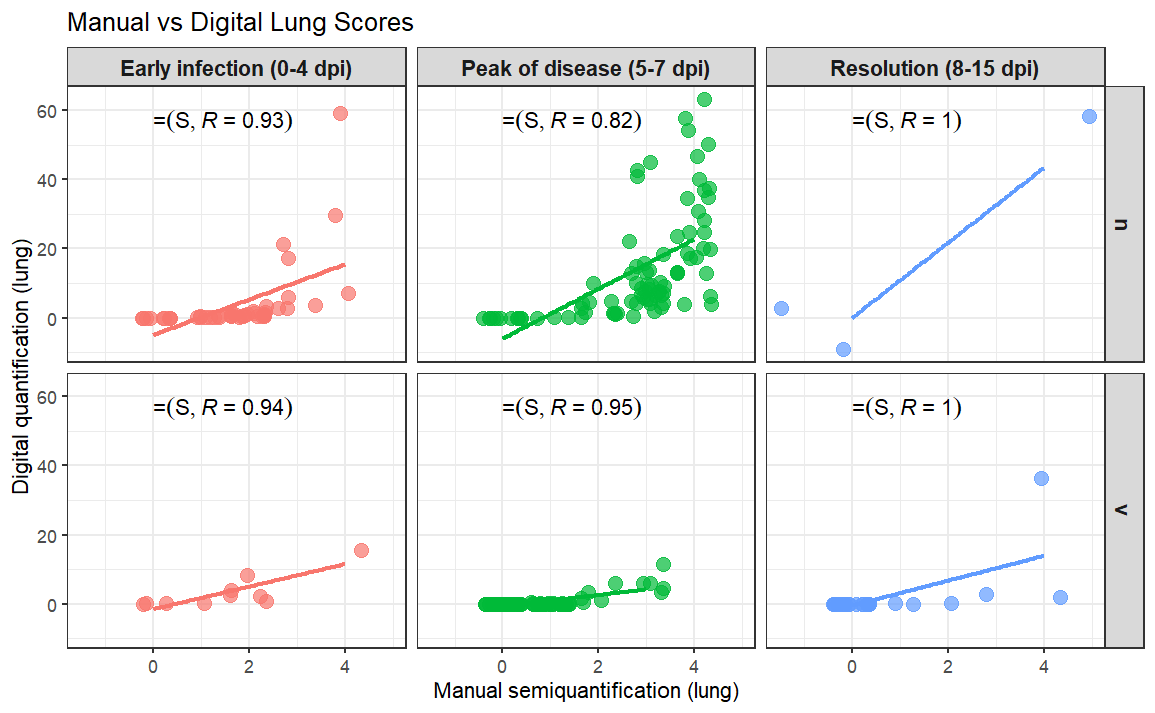 Manual vs Digital Lung Scores
Early infection (0-4 dpi)
Peak of disease (5-7 dpi)
Resolution (8-15 dpi)
=(S, R = 0.93)
=(S, R = 0.82)
=(S, R = 1)
n
60
40
20
0
=(S, R = 0.94)
=(S, R = 0.95)
=(S, R = 1)
v
60
40
20
0
0 2 4
0 2 4
0 2 4
Digital quantification (lung)
Manual semiquantification (lung)